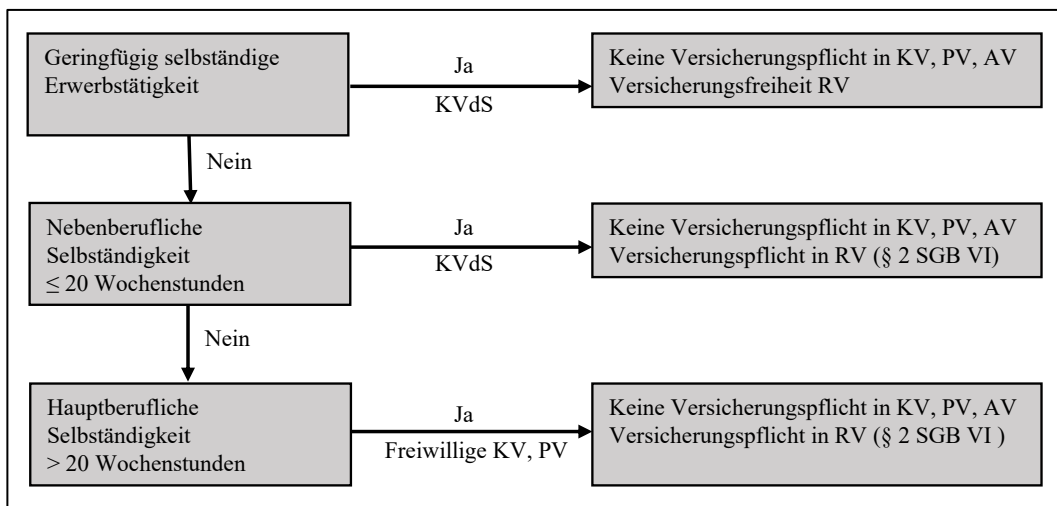 Geringfügig selbständige
Erwerbstätigkeit
Ja
KVdS
Keine Versicherungspflicht in KV, PV, AV
Versicherungsfreiheit RV
Nein
Nebenberufliche
Selbständigkeit
≤ 20 Wochenstunden
Ja
KVdS
Keine Versicherungspflicht in KV, PV, AV
Versicherungspflicht in RV (§ 2 SGB VI)
Nein
Hauptberufliche
Selbständigkeit
> 20 Wochenstunden
Ja
Freiwillige KV, PV
Keine Versicherungspflicht in KV, PV, AV
Versicherungspflicht in RV (§ 2 SGB VI )